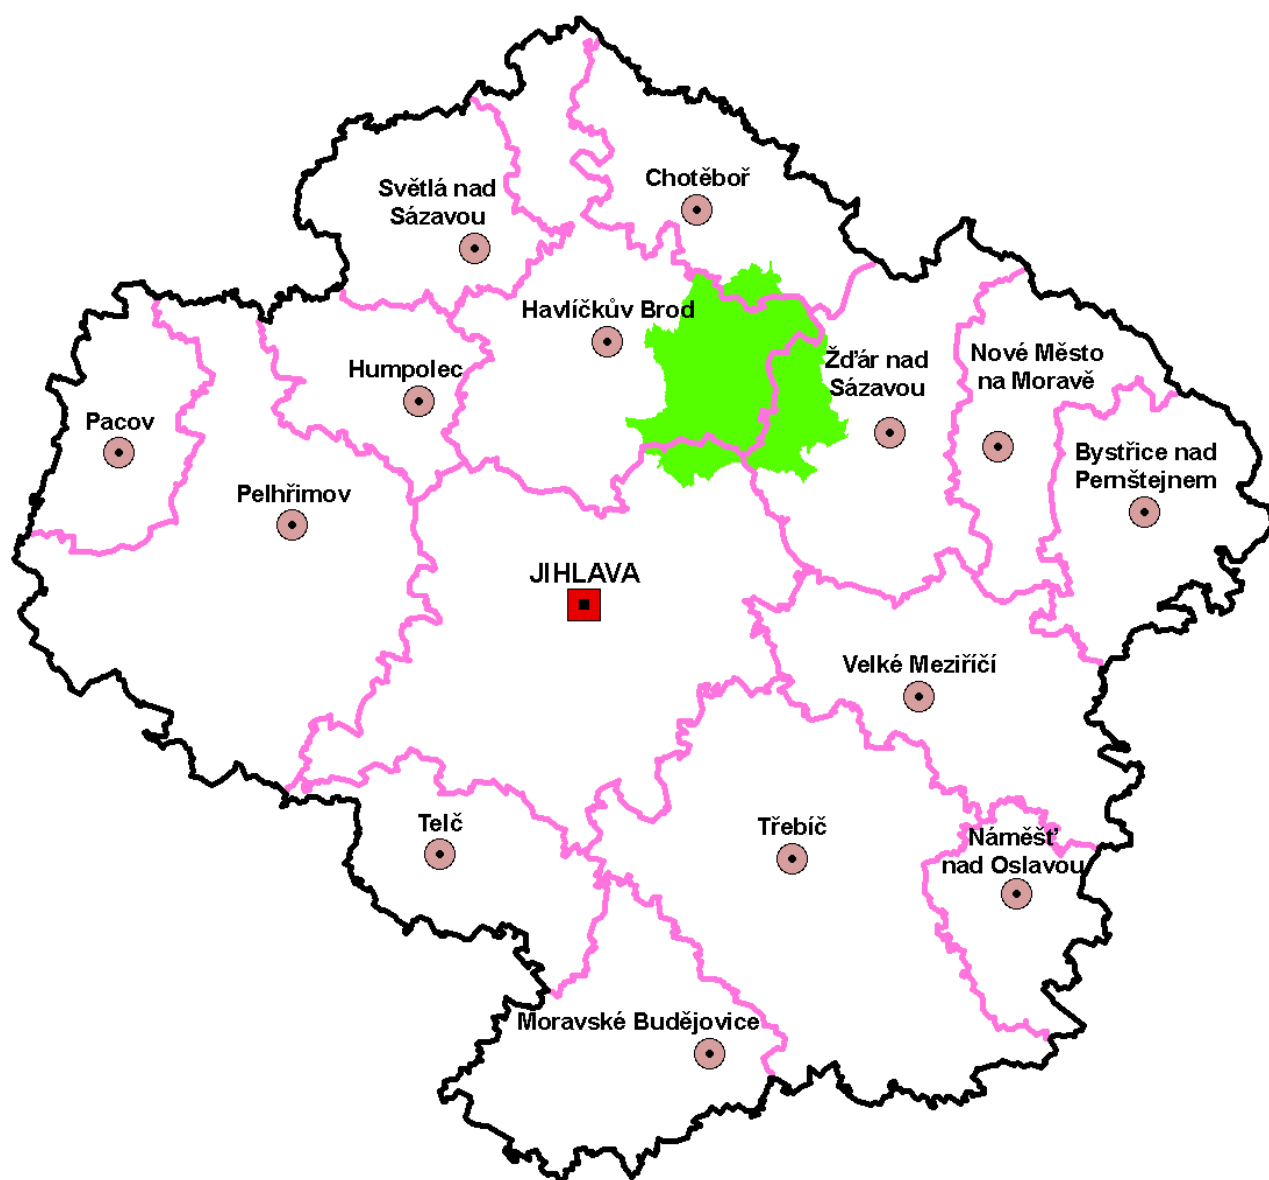 Chotěboř
Světlá nad
Sázavou
Havlíčkův Brod
Žďár nad
Sázavou
Nové Město
na Moravě
Humpolec
Pacov
Bystřice nad
Pernštejnem
Pelhřimov
JIHLAVA
Velké Meziříčí
Telč
Třebíč
Náměšť
nad Oslavou
Moravské Budějovice